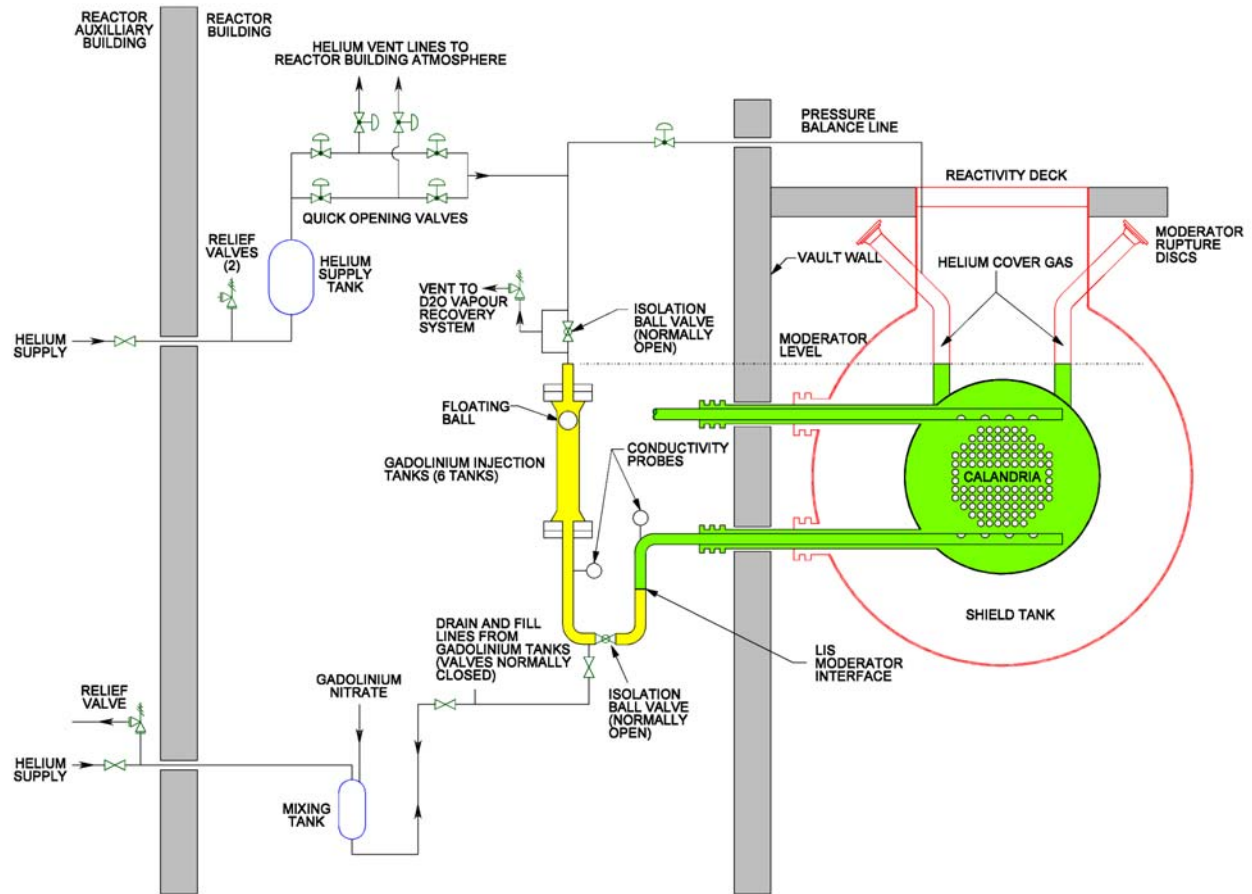 REACTOR
AUXILLIARY
BUILDING
REACTOR
BUILDING
HELIUM VENT LINES TO
REACTOR BUILDING ATMOSPHERE
PRESSURE
BALANCE LINE
REACTIVITY DECK
QUICK OPENING VALVES
RELIEF
VALVES
(2)
HELIUM
SUPPLY
TANK
VAULT WALL
HELIUM COVER GAS
MODERATOR
RUPTURE
DISCS
VENT TO
D2O VAPOUR
RECOVERY
SYSTEM
ISOLATION
BALL VALVE
(NORMALLY
OPEN)
HELIUM
SUPPLY
MODERATOR
LEVEL
FLOATING
BALL
CONDUCTIVITY
PROBES
GADOLINIUM INJECTION
TANKS (6 TANKS)
CALANDRIA
SHIELD TANK
DRAIN AND FILL
LINES FROM
GADOLINIUM TANKS
(VALVES NORMALLY
CLOSED)
LIS
MODERATOR
INTERFACE
GADOLINIUM
NITRATE
RELIEF
VALVE
ISOLATION
BALL VALVE
(NORMALLY
OPEN)
HELIUM
SUPPLY
MIXING
TANK